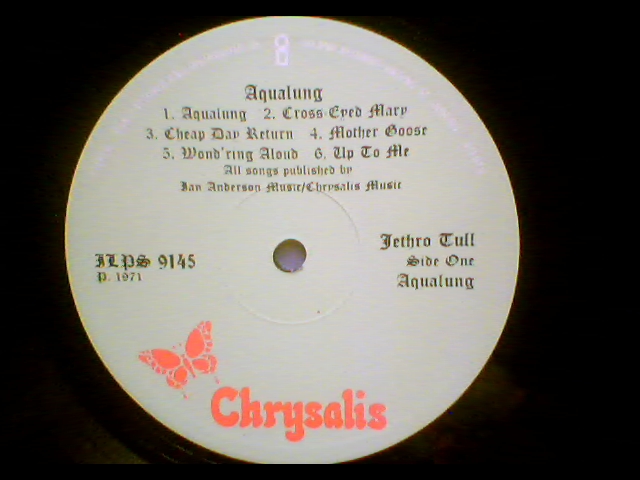 Aqualung
1. Aqualung 2. Cross-Eyed Mary
3. Cheap Day Return 4. Mother Goose
5. Wond'ring Aloud 6. Up To Me
All songs published by
Ian Anderson Music/Chrysalis Music
ILPS 9145
P. 1971
Jethro Tull
Side One
Aqualung
Chrysalis